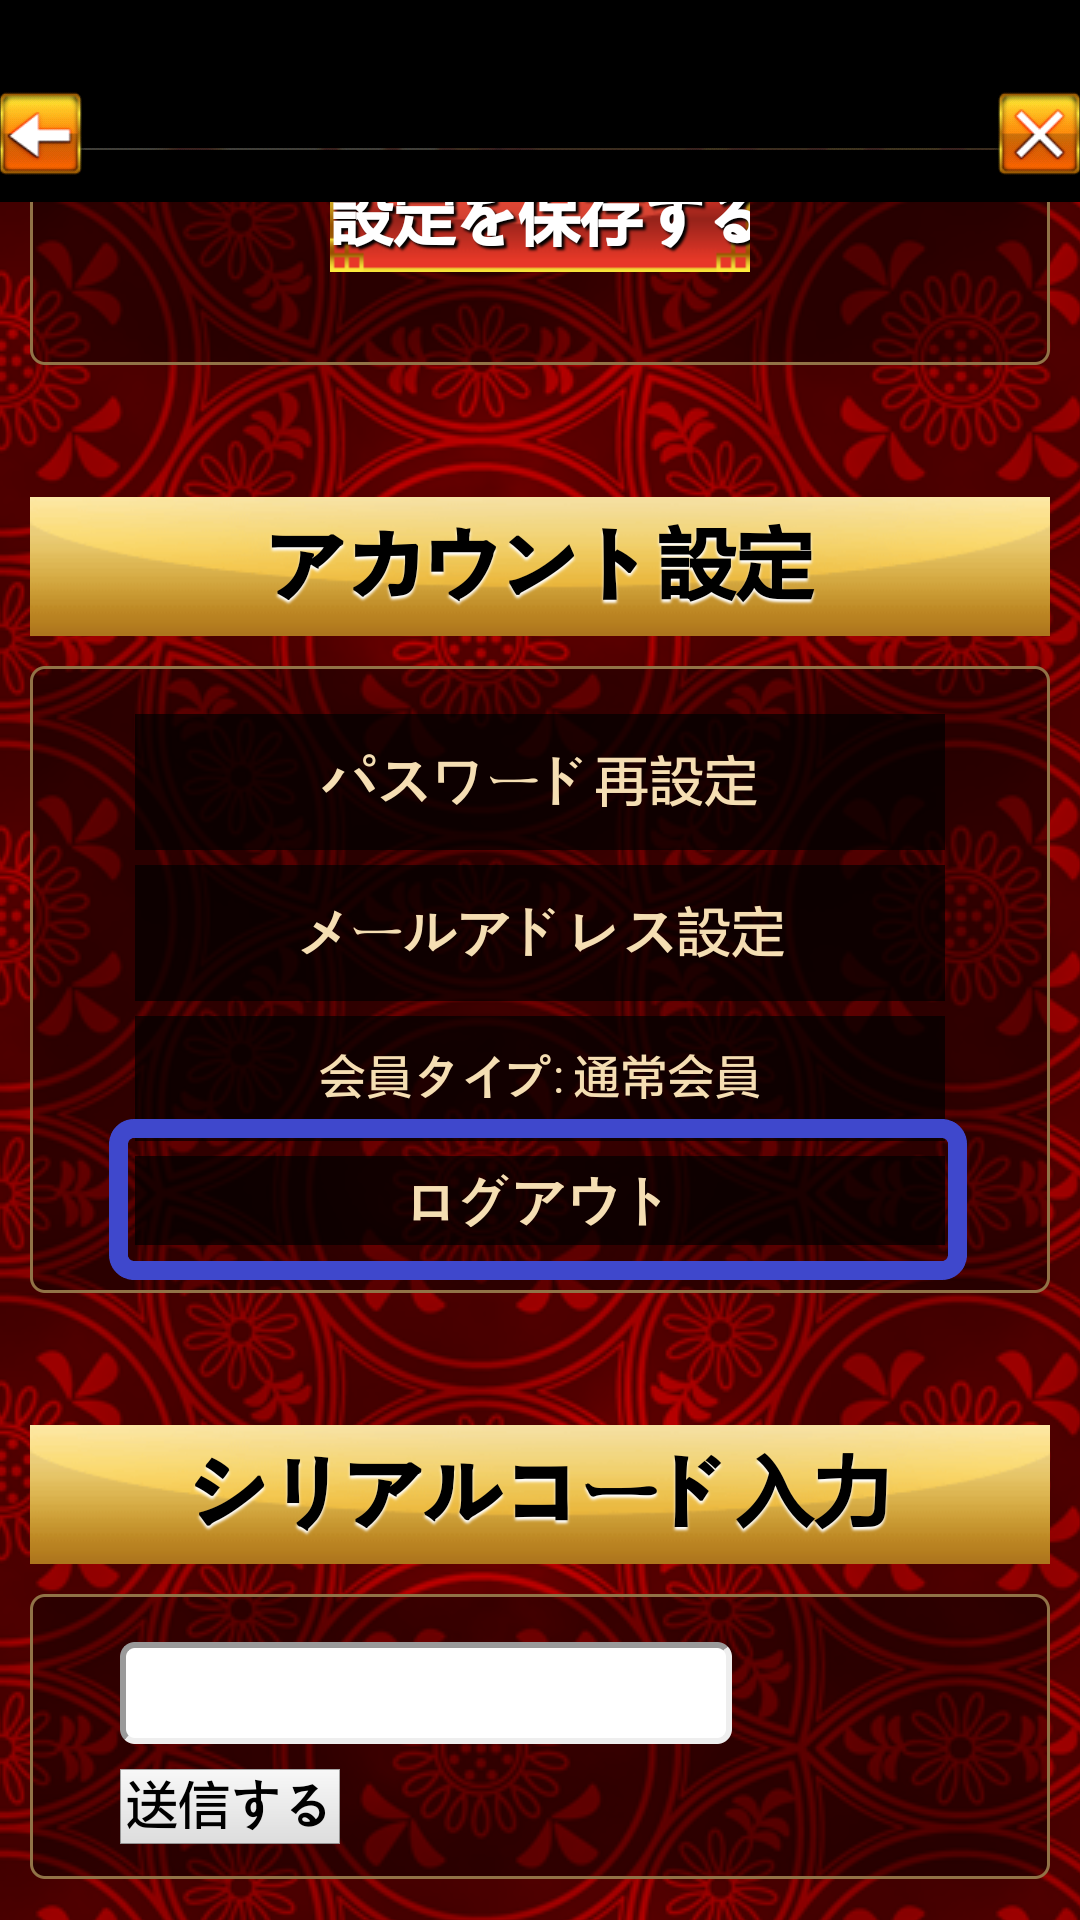 設定を保存する
アカウント設定
パスワード再設定
メールアドレス設定
会員タイプ: 通常会員
ログアウト
シリアルコード入力
送信する